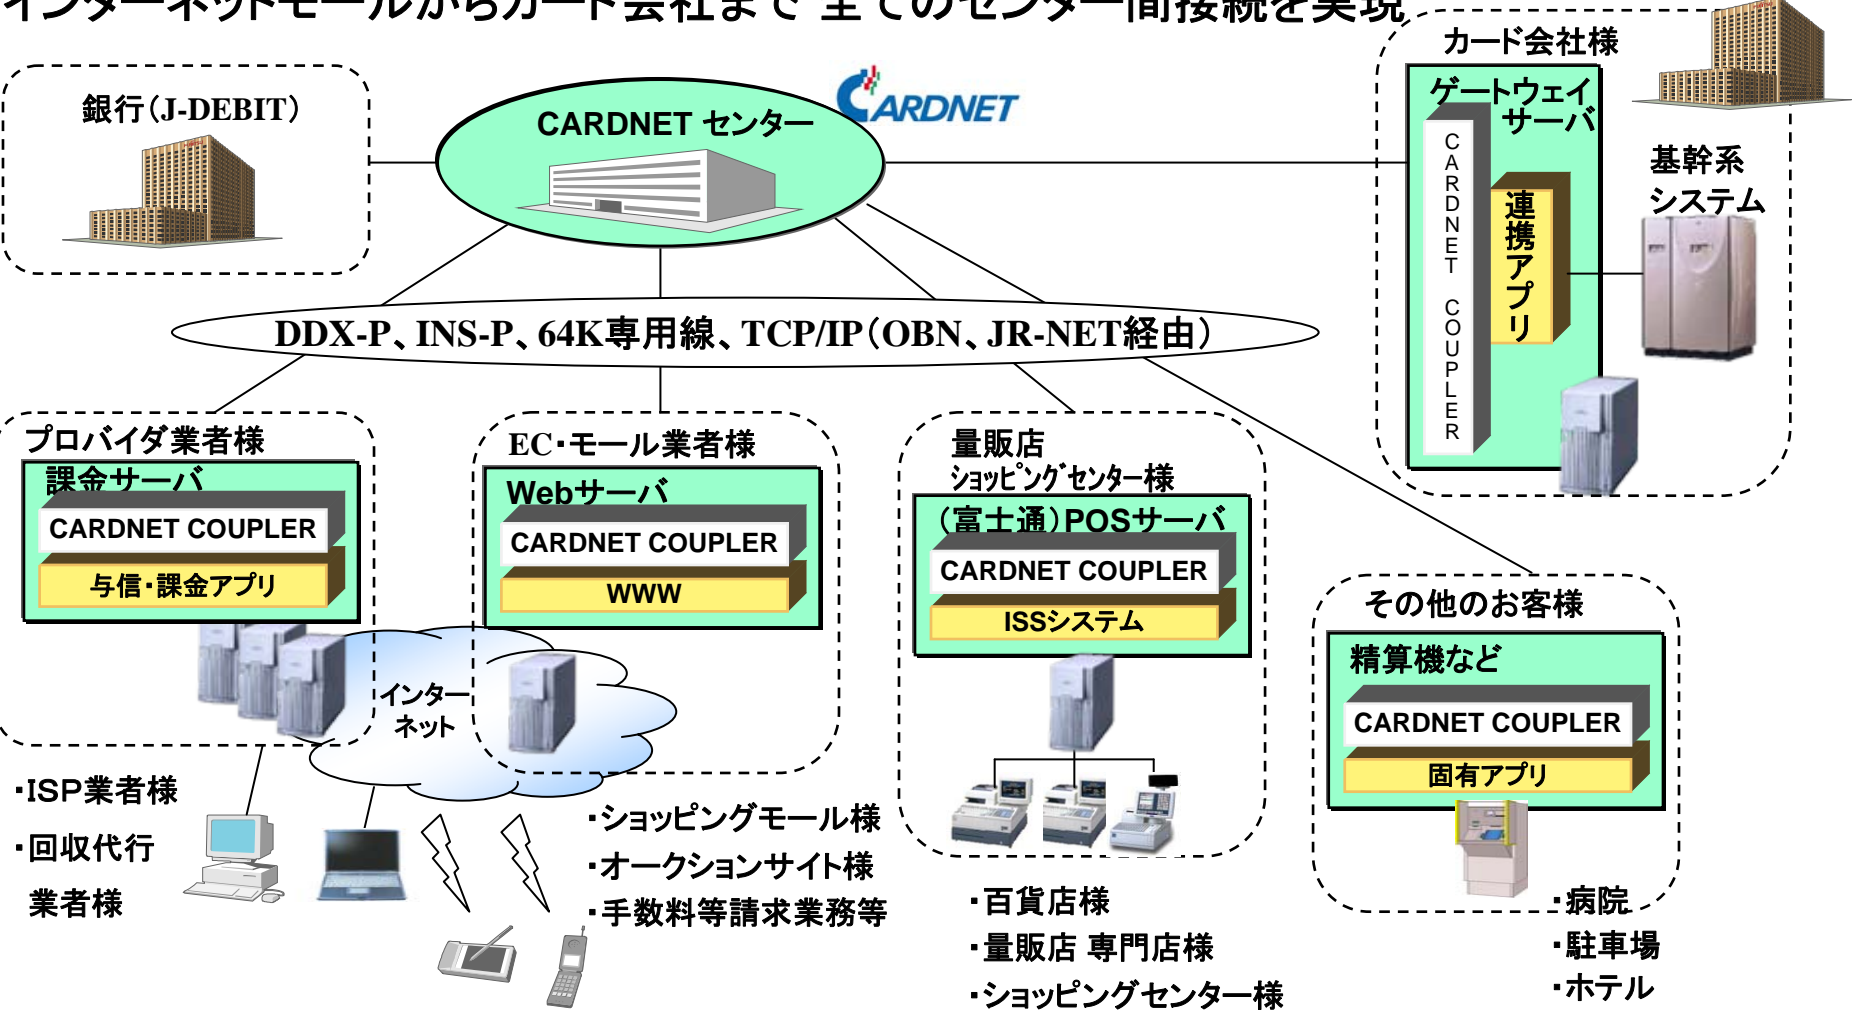 インターネットモールからカード会社まで 全てのセンター間接続を実現
銀行（J-DEBIT）
CARDNET センター
CARDNET
カード会社様
ゲートウェイ
サーバ
CARDNET COUPLER
連携アプリ
基幹系
システム
DDX-P、INS-P、64K専用線、TCP/IP（OBN、JR-NET経由）
プロバイダ業者様
課金サーバ
CARDNET COUPLER
与信・課金アプリ
EC・モール業者様
Webサーバ
CARDNET COUPLER
WWW
量販店
ｼｮｯﾋﾟﾝｸﾞｾﾝﾀｰ様
（富士通）POSサーバ
CARDNET COUPLER
ISSシステム
その他のお客様
精算機など
CARDNET COUPLER
固有アプリ
インター
ネット
・ISP業者様
・回収代行
業者様
・ショッピングモール様
・オークションサイト様
・手数料等請求業務等
・百貨店様
・量販店 専門店様
・ショッピングセンター様
・病院
・駐車場
・ホテル